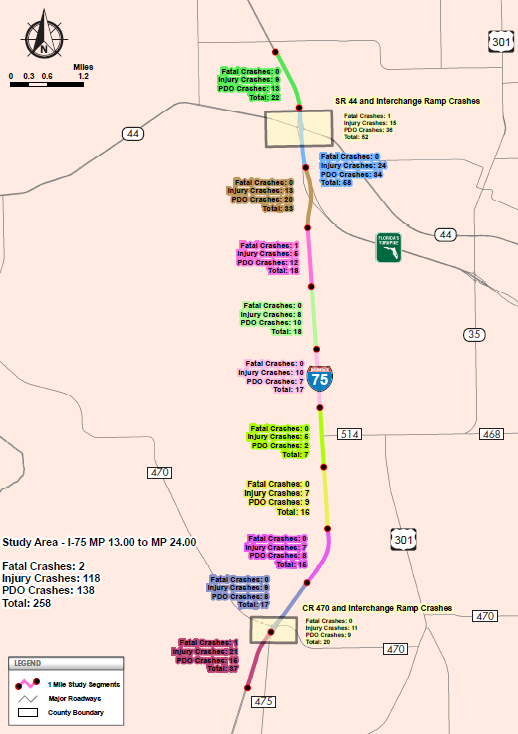 N
Miles
0 0.3 0.6 1.2
301
Fatal Crashes: 0
Injury Crashes: 9
PDO Crashes: 13
Total: 22
SR 44 and Interchange Ramp Crashes
Fatal Crashes: 1
Injury Crashes: 15
PDO Crashes: 36
Total: 52
44
Fatal Crashes: 0
Injury Crashes: 24
PDO Crashes: 34
Total: 58
Fatal Crashes: 0
Injury Crashes: 13
PDO Crashes: 20
Total: 33
44
FLORIDA'S
TURNPIKE
Fatal Crashes: 1
Injury Crashes: 5
PDO Crashes: 12
Total: 18
Fatal Crashes: 0
Injury Crashes: 8
PDO Crashes: 10
Total: 18
35
Fatal Crashes: 0
Injury Crashes: 10
PDO Crashes: 7
Total: 17
75
Fatal Crashes: 0
Injury Crashes: 5
PDO Crashes: 2
Total: 7
514
468
470
Fatal Crashes: 0
Injury Crashes: 7
PDO Crashes: 9
Total: 16
301
Study Area - I-75 MP 13.00 to MP 24.00
Fatal Crashes: 2
Injury Crashes: 118
PDO Crashes: 138
Total: 258
Fatal Crashes: 0
Injury Crashes: 7
PDO Crashes: 8
Total: 15
Fatal Crashes: 0
Injury Crashes: 9
PDO Crashes: 8
Total: 17
CR 470 and Interchange Ramp Crashes
Fatal Crashes: 0
Injury Crashes: 11
PDO Crashes: 9
Total: 20
470
470
Fatal Crashes: 1
Injury Crashes: 21
PDO Crashes: 15
Total: 37
475
LEGEND
1 Mile Study Segments
Major Roadways
County Boundary